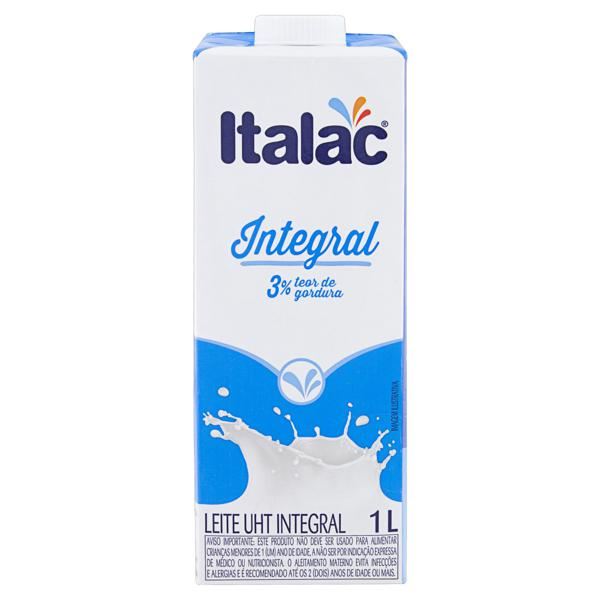 Italac®
Integral
3% teor de
gordura
IMAGEM ILUSTRATIVA
LEITE UHT INTEGRAL 1 L
AVISO IMPORTANTE: ESTE PRODUTO NÃO DEVE SER USADO PARA ALIMENTAR
CRIANÇAS MENORES DE 1 (UM) ANO DE IDADE, A NÃO SER POR INDICAÇÃO EXPRESSA
DE MÉDICO OU NUTRICIONISTA. O ALEITAMENTO MATERNO EVITA INFECÇÕES
E ALERGIAS E É RECOMENDADO ATÉ OS 2 (DOIS) ANOS DE IDADE OU MAIS.